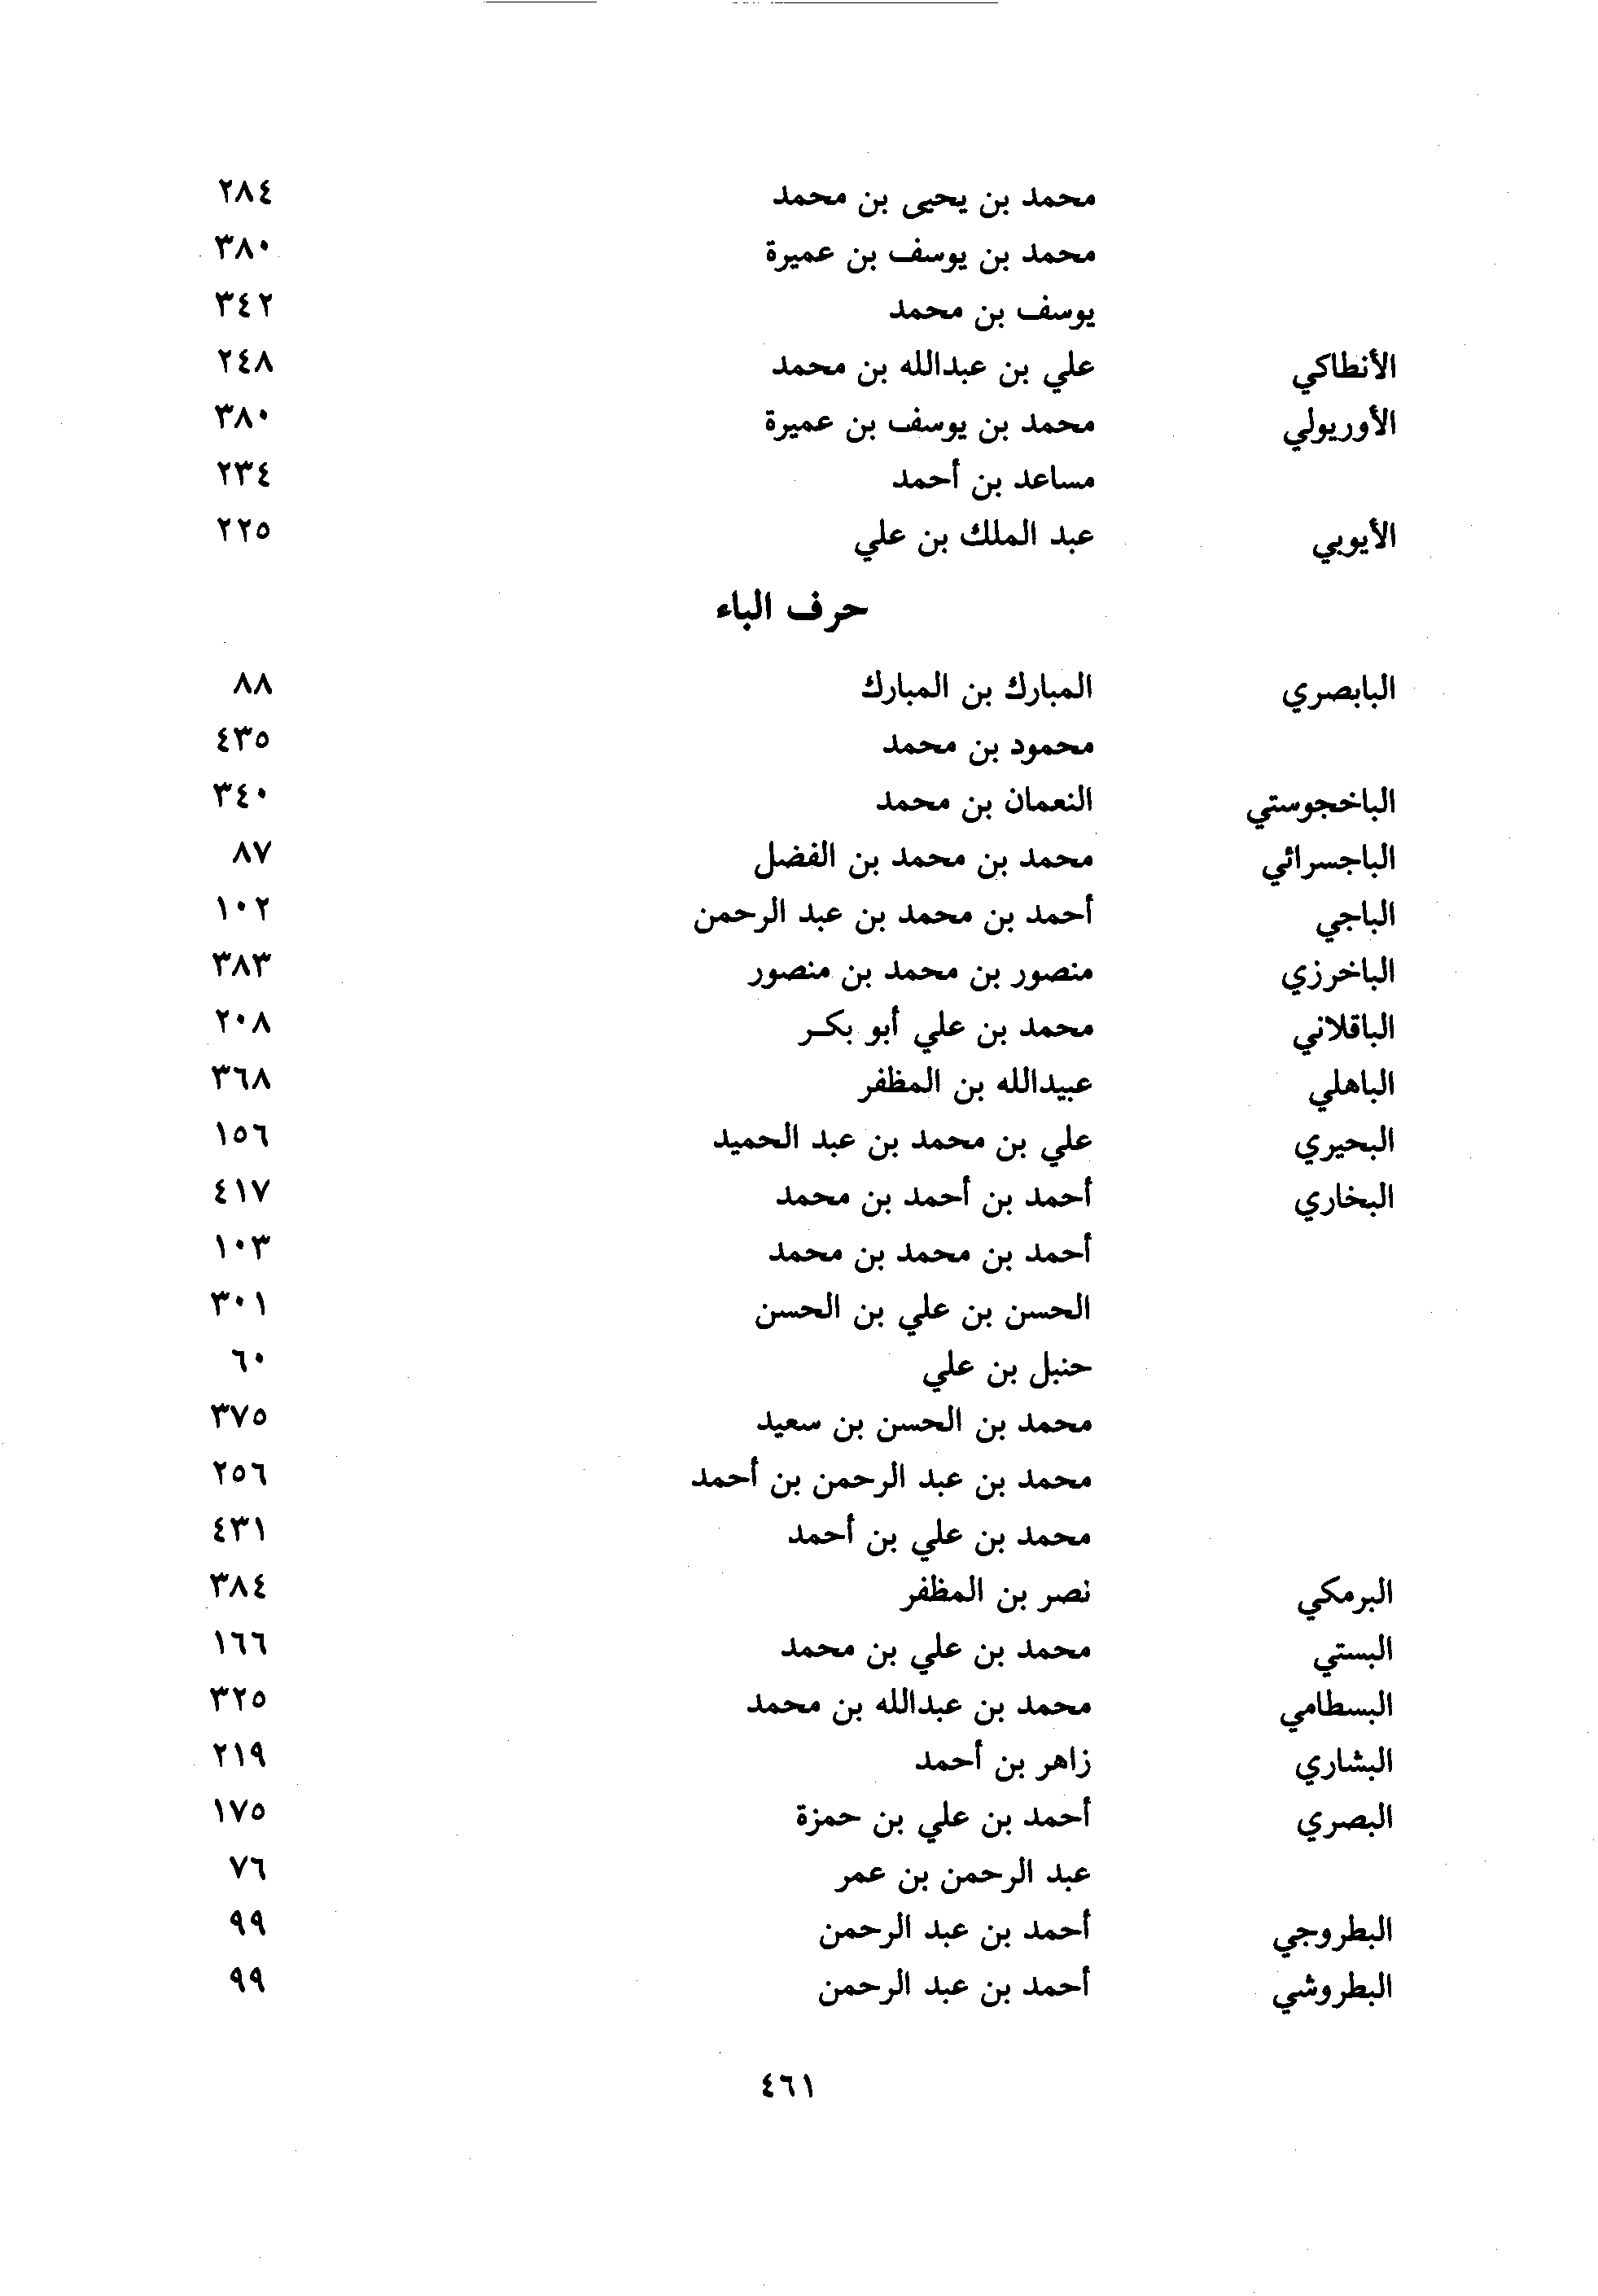 محمد بن يحيى بن محمد ٢٨٤
محمد بن يوسف بن عميرة ٣٨٠
يوسف بن محمد ٣٤٢
الأنطاكي علي بن عبدالله بن محمد ٢٤٨
الأوريولي محمد بن يوسف بن عميرة ٣٨٠
مساعد بن أحمد ٢٣٤
الأيوبي عبد الملك بن علي ٢٢٥
حرف الباء
البابصري المبارك بن المبارك ٨٨
محمود بن محمد ٤٣٥
الباخجوستي النعمان بن محمد ٣٤٠
الباجسرائي محمد بن محمد بن الفضل ٨٧
الباجي أحمد بن محمد بن عبد الرحمن ١٠٢
الباخرزي منصور بن محمد بن منصور ٣٨٣
الباقلاني محمد بن علي أبو بكر ٢٠٨
الباهلي عبيدالله بن المظفر ٣٦٨
البحيري علي بن محمد بن عبد الحميد ١٥٦
البخاري أحمد بن أحمد بن محمد ٤١٧
أحمد بن محمد بن محمد ١٠٣
الحسن بن علي بن الحسن ٣٠١
حنبل بن علي ٦٠
محمد بن الحسن بن سعيد ٣٧٥
محمد بن عبد الرحمن بن أحمد ٢٥٦
محمد بن علي بن أحمد ٤٣١
البرمكي نصر بن المظفر ٣٨٤
البستي محمد بن علي بن محمد ١٦٦
البسطامي محمد بن عبدالله بن محمد ٣٢٥
البشاري زاهر بن أحمد ٢١٩
البصري أحمد بن علي بن حمزة ١٧٥
عبد الرحمن بن عمر ٧٦
البطروجي أحمد بن عبد الرحمن ٩٩
البطروشي أحمد بن عبد الرحمن ٩٩
٤٦١